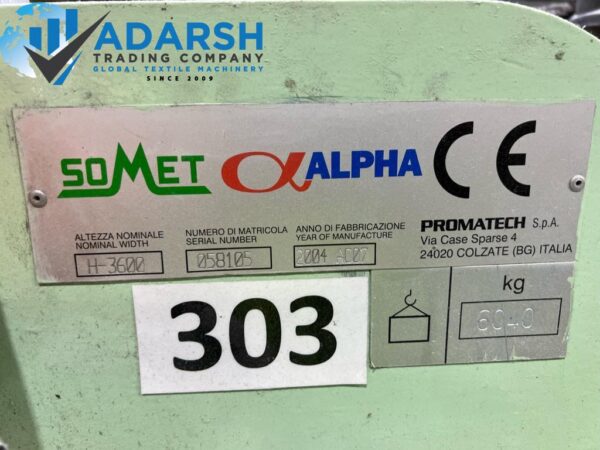 ADARSH
TRADING COMPANY
GLOBAL TEXTILE MACHINERY
SINCE 2009
SOMET ALPHA CE
ALTEZZA NOMINALE
NOMINAL WIDTH
H-3600
NUMERO DI MATRICOLA
SERIAL NUMBER
058105
ANNO DI FABBRICAZIONE
YEAR OF MANUFACTURE
2004
PROMATECH S.p.A.
Via Case Sparse 4
24020 COLZATE (BG) ITALIA
kg
6040
303